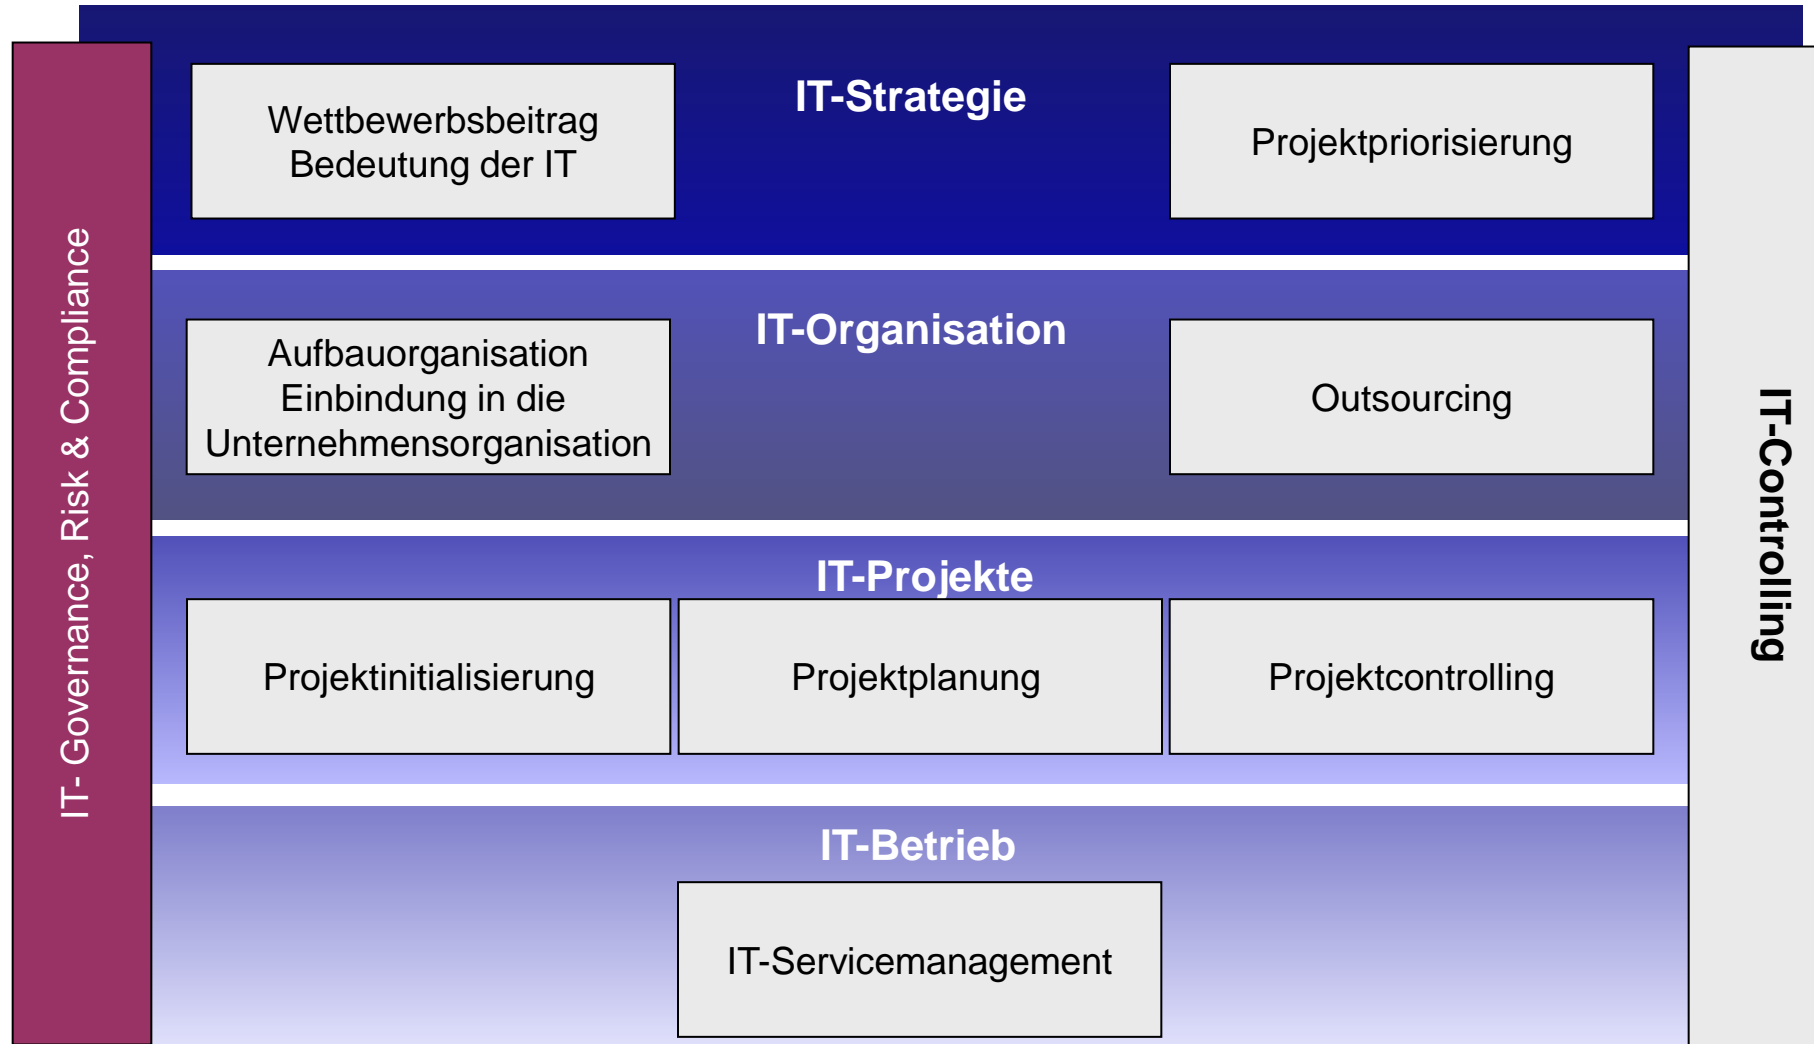 IT-Strategie
Wettbewerbsbeitrag
Bedeutung der IT
Projektpriorisierung
IT-Organisation
Aufbauorganisation
Einbindung in die
Unternehmensorganisation
Outsourcing
IT-Projekte
Projektinitialisierung
Projektplanung
Projektcontrolling
IT-Betrieb
IT-Servicemanagement
IT- Governance, Risk & Compliance
IT-Controlling